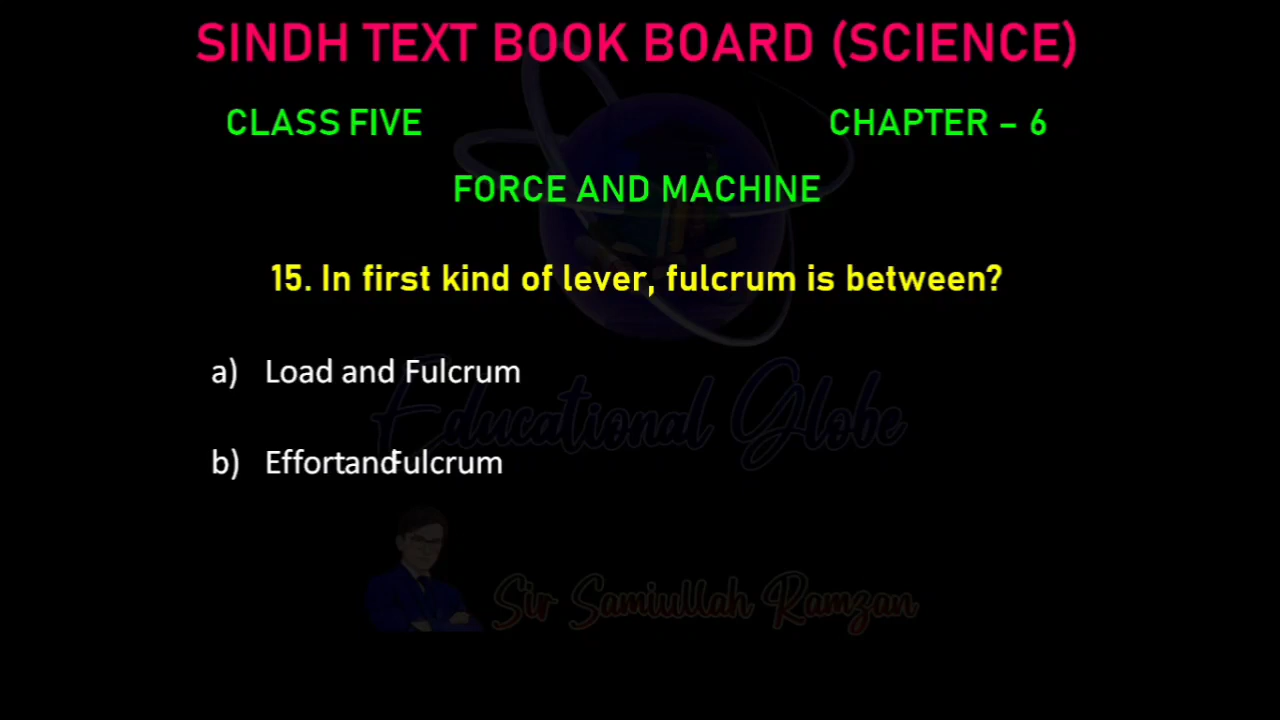 SINDH TEXT BOOK BOARD (SCIENCE)
CLASS FIVE CHAPTER – 6
FORCE AND MACHINE
15. In first kind of lever, fulcrum is between?
a) Load and Fulcrum
b) EffortandFulcrum
Educational Globe
Sir Samiullah Ramzan